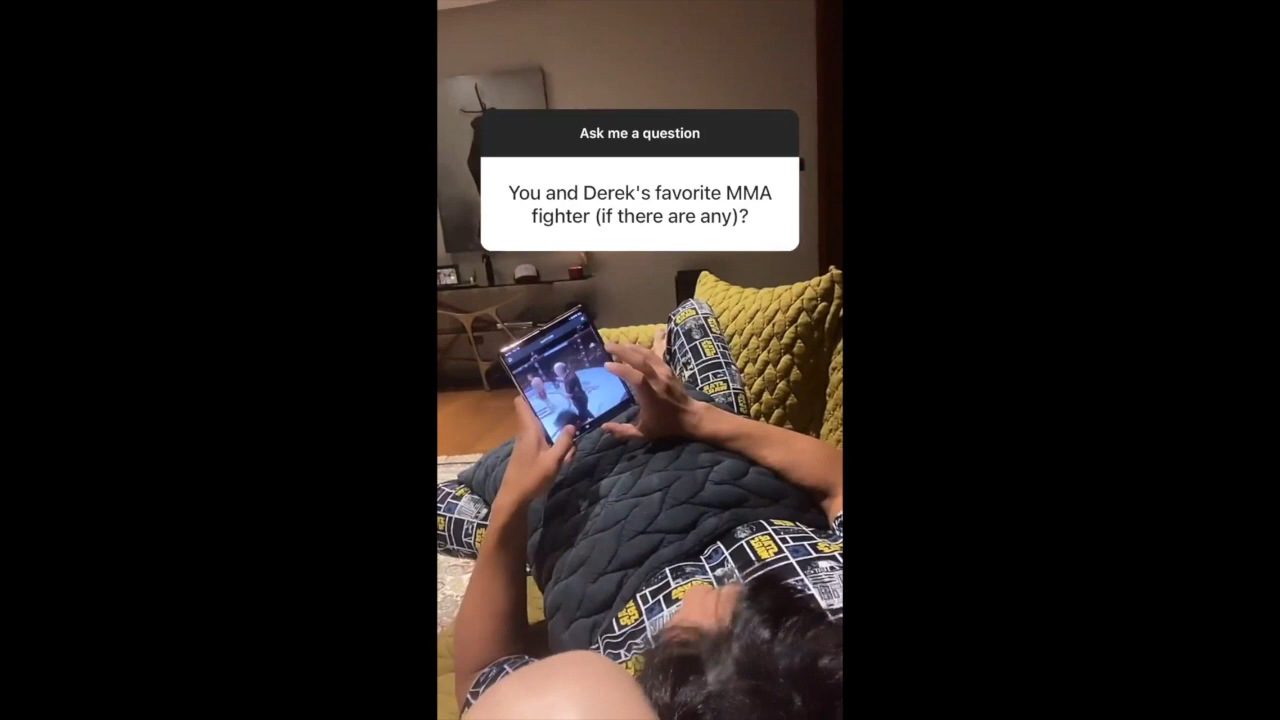 Ask me a question
You and Derek's favorite MMA
fighter (if there are any)?